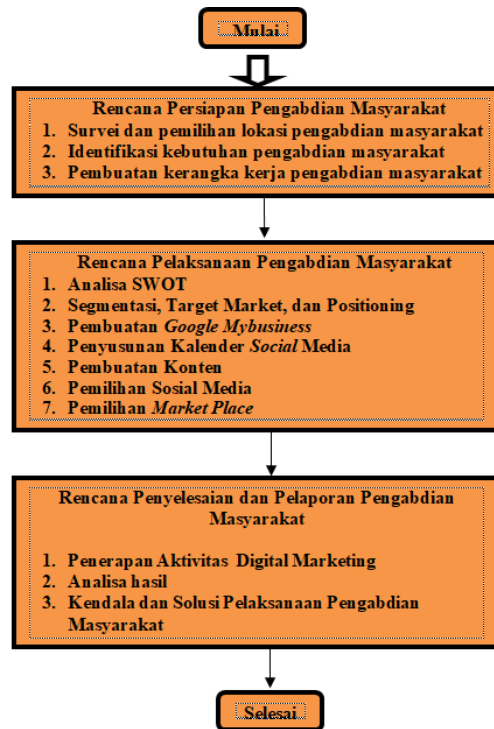 Mulai
Rencana Persiapan Pengabdian Masyarakat
1. Survei dan pemilihan lokasi pengabdian masyarakat
2. Identifikasi kebutuhan pengabdian masyarakat
3. Pembuatan kerangka kerja pengabdian masyarakat
Rencana Pelaksanaan Pengabdian Masyarakat
1. Analisa SWOT
2. Segmentasi, Target Market, dan Positioning
3. Pembuatan Google Mybusiness
4. Penyusunan Kalender Social Media
5. Pembuatan Konten
6. Pemilihan Sosial Media
7. Pemilihan Market Place
Rencana Penyelesaian dan Pelaporan Pengabdian
Masyarakat
1. Penerapan Aktivitas Digital Marketing
2. Analisa hasil
3. Kendala dan Solusi Pelaksanaan Pengabdian
Masyarakat
Selesai